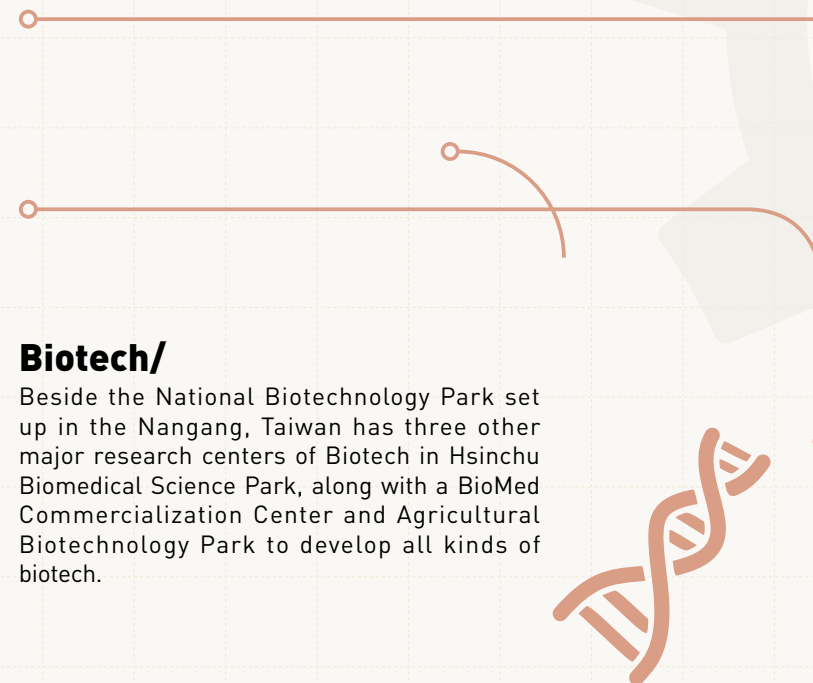 Biotech/
Beside the National Biotechnology Park set
up in the Nangang, Taiwan has three other
major research centers of Biotech in Hsinchu
Biomedical Science Park, along with a BioMed
Commercialization Center and Agricultural
Biotechnology Park to develop all kinds of
biotech.